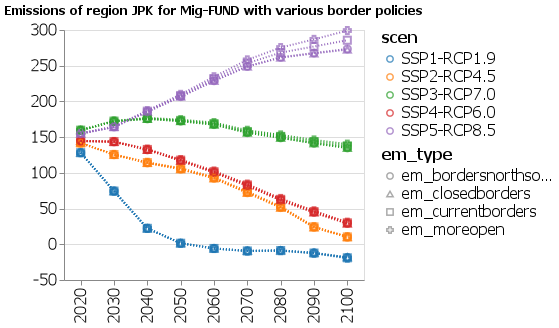 Emissions of region JPK for Mig-FUND with various border policies
300
250
200
150
100
50
0
−50
2020
2030
2040
2050
2060
2070
2080
2090
2100
scen
SSP1-RCP1.9
SSP2-RCP4.5
SSP3-RCP7.0
SSP4-RCP6.0
SSP5-RCP8.5
em_type
em_bordersnorthso…
em_closedborders
em_currentborders
em_moreopen